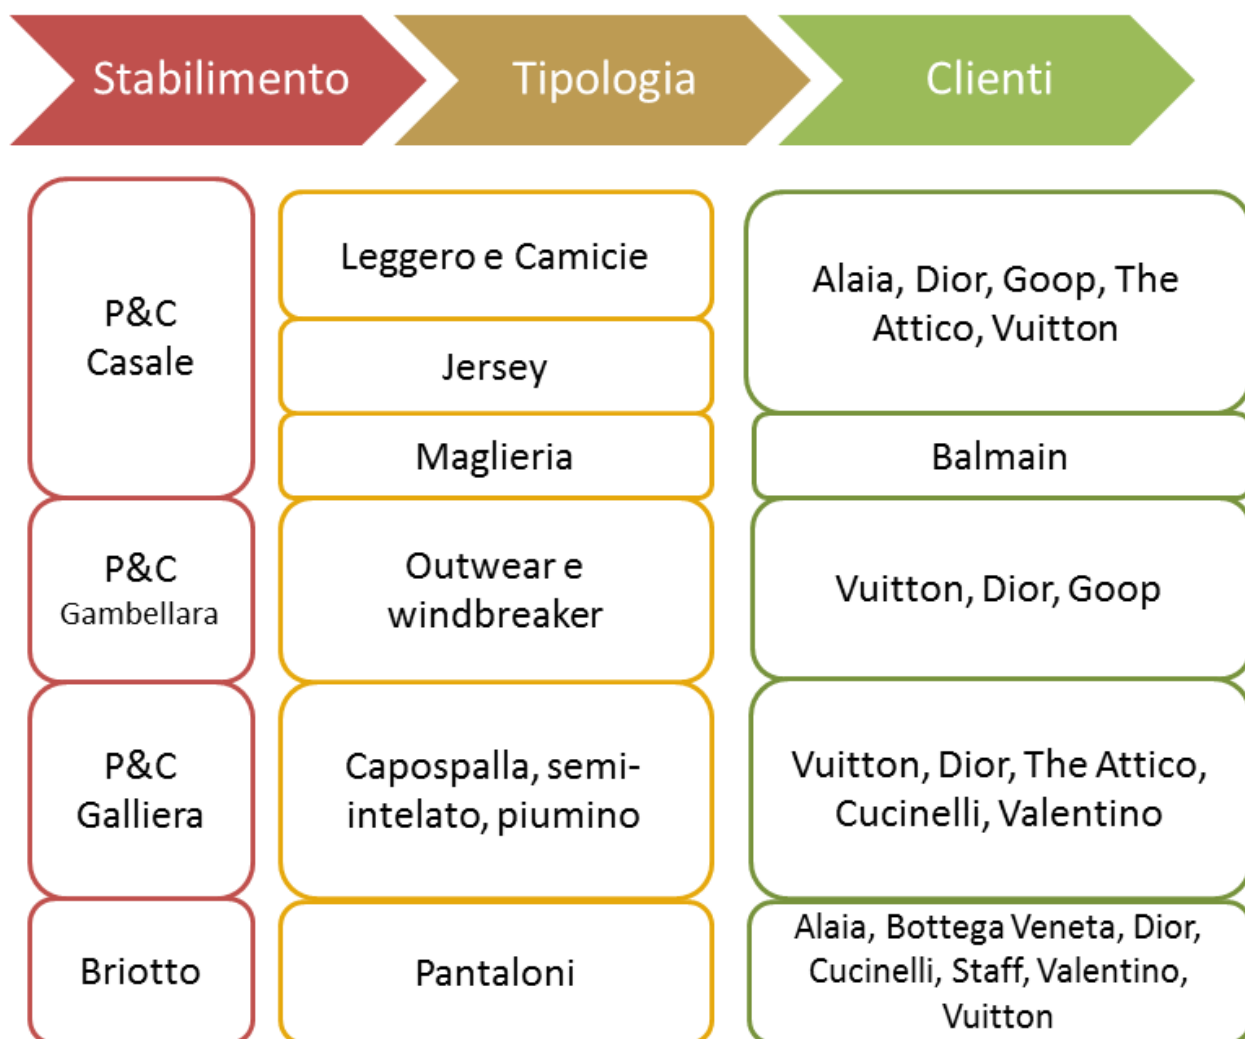 Stabilimento
Tipologia
Clienti
P&C
Casale
Leggero e Camicie
Jersey
Maglieria
Alaia, Dior, Goop, The
Attico, Vuitton
Balmain
P&C
Gambellara
Outwear e
windbreaker
Vuitton, Dior, Goop
P&C
Galliera
Capospalla, semi-
intelato, piumino
Vuitton, Dior, The Attico,
Cucinelli, Valentino
Briotto
Pantaloni
Alaia, Bottega Veneta, Dior,
Cucinelli, Staff, Valentino,
Vuitton